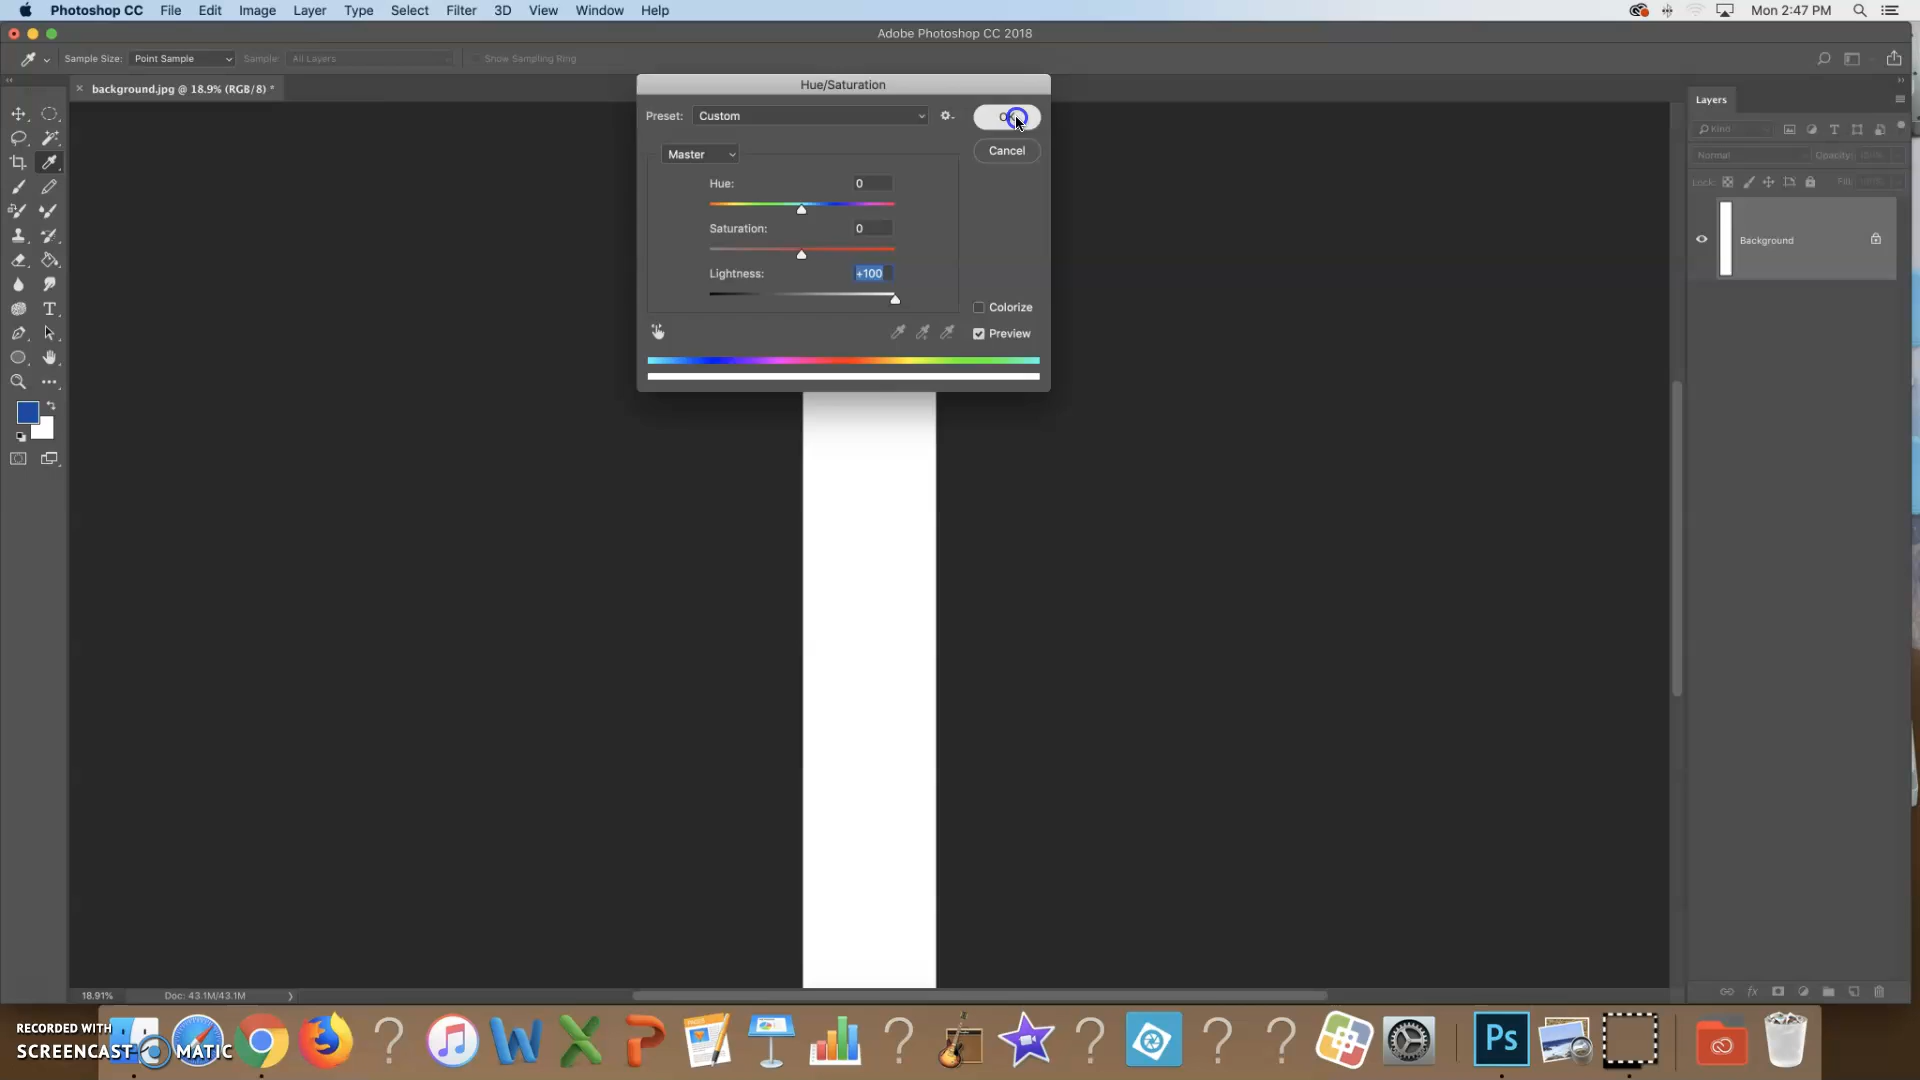 Photoshop CC File Edit Image Layer Type Select Filter 3D View Window Help Mon 2:47 PM
Adobe Photoshop CC 2018
Sample Size: Point Sample Sample: All Layers Show Sampling Ring
background.jpg @ 18.9% (RGB/8) *
Hue/Saturation
Preset: Custom
Cancel
Master
Hue: 0
Saturation: 0
Lightness: +100
Colorize
Preview
Layers
Kind
Normal Opacity:
Lock: Fill:
Background
18.91% Doc: 43.1M/43.1M
RECORDED WITH
SCREENCAST MATIC
W X P
Ps